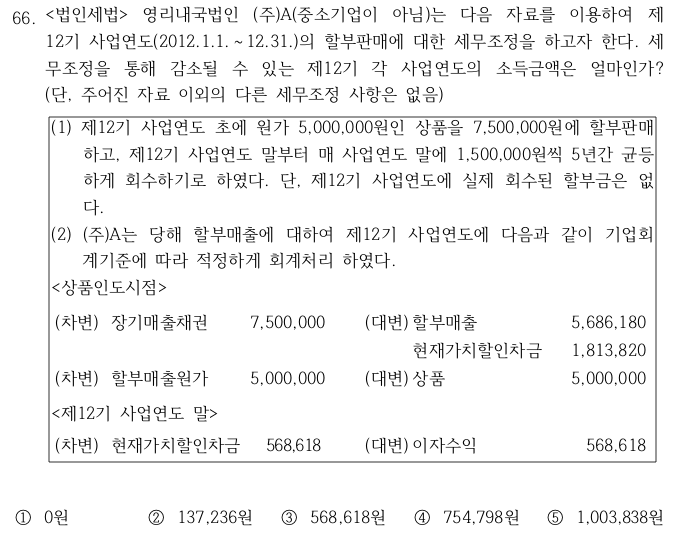 66. <법인세법> 영리내국법인 (주)A(중소기업이 아님)는 다음 자료를 이용하여 제
12기 사업연도(2012.1.1. ~ 12.31.)의 할부판매에 대한 세무조정을 하고자 한다. 세
무조정을 통해 감소될 수 있는 제12기 각 사업연도의 소득금액은 얼마인가?
(단, 주어진 자료 이외의 다른 세무조정 사항은 없음)
(1) 제12기 사업연도 초에 원가 5,000,000원인 상품을 7,500,000원에 할부판매
하고, 제12기 사업연도 말부터 매 사업연도 말에 1,500,000원씩 5년간 균등
하게 회수하기로 하였다. 단, 제12기 사업연도에 실제 회수된 할부금은 없
다.
(2) (주)A는 당해 할부매출에 대하여 제12기 사업연도에 다음과 같이 기업회
계기준에 따라 적정하게 회계처리 하였다.
<상품인도시점>
(차변) 장기매출채권 7,500,000 (대변) 할부매출 5,686,180
현재가치할인차금 1,813,820
(차변) 할부매출원가 5,000,000 (대변) 상품 5,000,000
<제12기 사업연도 말>
(차변) 현재가치할인차금 568,618 (대변) 이자수익 568,618
① 0원 ② 137,236원 ③ 568,618원 ④ 754,798원 ⑤ 1,003,838원